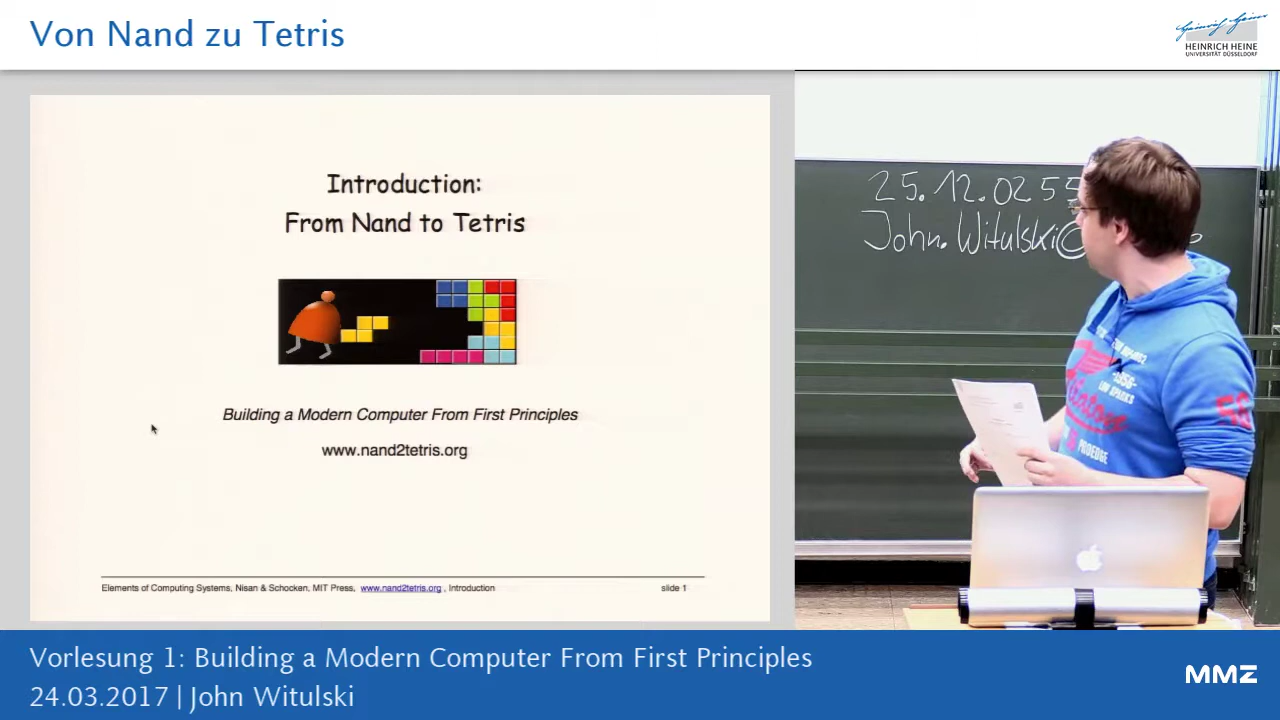 Von Nand zu Tetris
HEINRICH HEINE
UNIVERSITÄT DÜSSELDORF
Introduction:
From Nand to Tetris
Building a Modern Computer From First Principles
www.nand2tetris.org
Elements of Computing Systems, Nisan & Schocken, MIT Press, www.nand2tetris.org , Introduction
slide 1
25.12.02 55
John. Witulski@
PROEDGE
Vorlesung 1: Building a Modern Computer From First Principles
24.03.2017 | John Witulski
MMZ